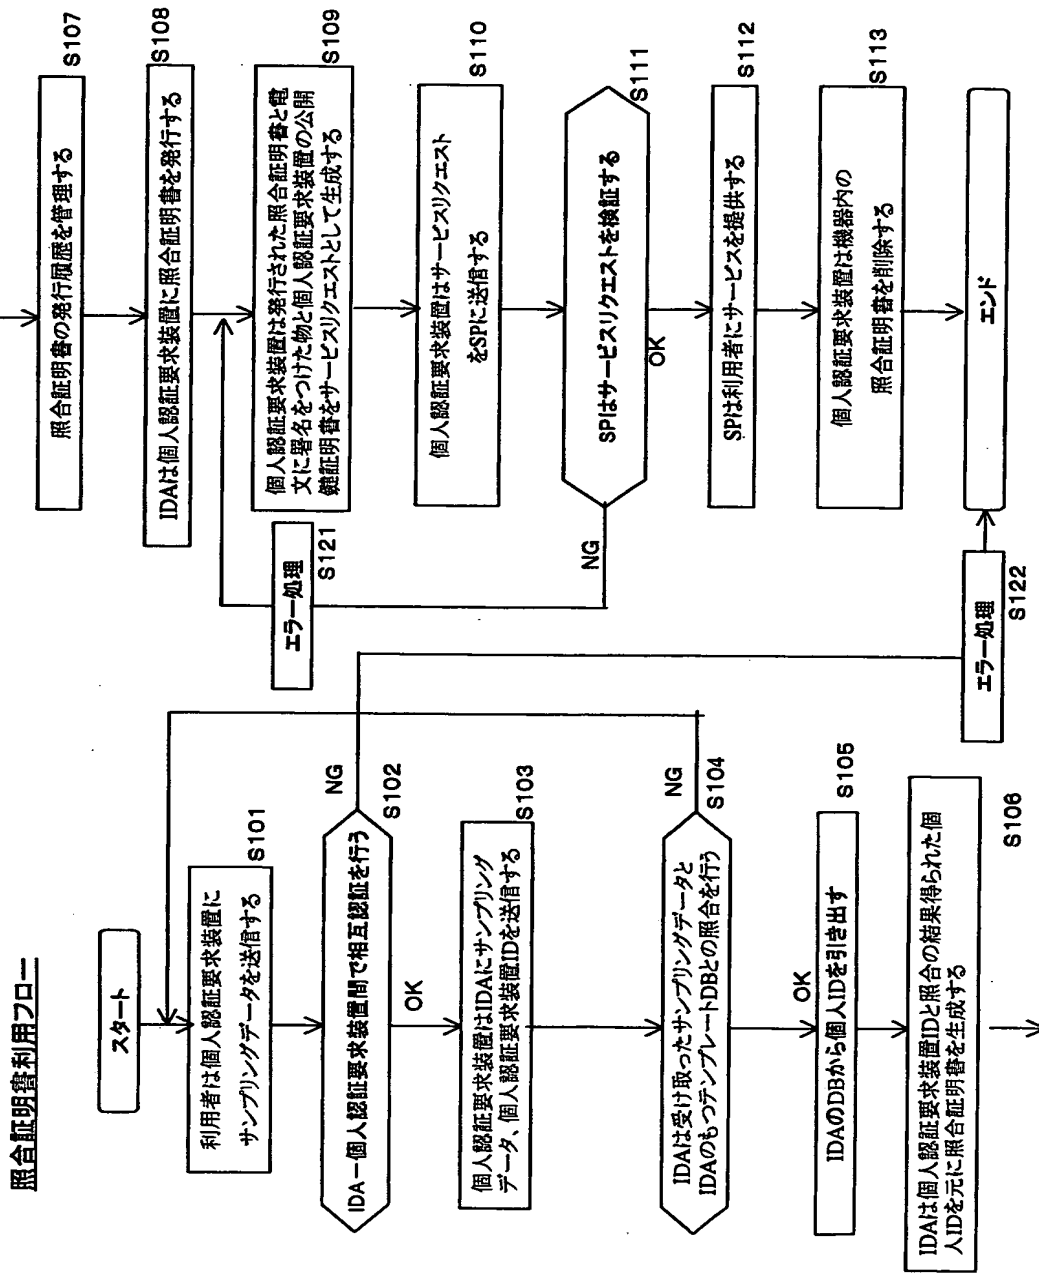 照合証明書利用フロー
スタート
利用者は個人認証要求装置に
サンプリングデータを送信する
S101
IDA－個人認証要求装置間で相互認証を行う
S102
NG
OK
個人認証要求装置はIDAにサンプリング
データ、個人認証要求装置IDを送信する
S103
IDAは受け取ったサンプリングデータと
IDAのもつテンプレートDBとの照合を行う
S104
NG
OK
IDAのDBから個人IDを引き出す
S105
IDAは個人認証要求装置IDと照合の結果得られた個
人IDを元に照合証明書を生成する
S106
照合証明書の発行履歴を管理する
S107
IDAは個人認証要求装置に照合証明書を発行する
S108
個人認証要求装置は発行された照合証明書と電
文に署名をつけた物と個人認証要求装置の公開
鍵証明書をサービスリクエストとして生成する
S109
個人認証要求装置はサービスリクエスト
をSPに送信する
S110
SPはサービスリクエストを検証する
S111
NG
OK
エラー処理
S121
SPは利用者にサービスを提供する
S112
個人認証要求装置は機器内の
照合証明書を削除する
S113
エラー処理
S122
エンド